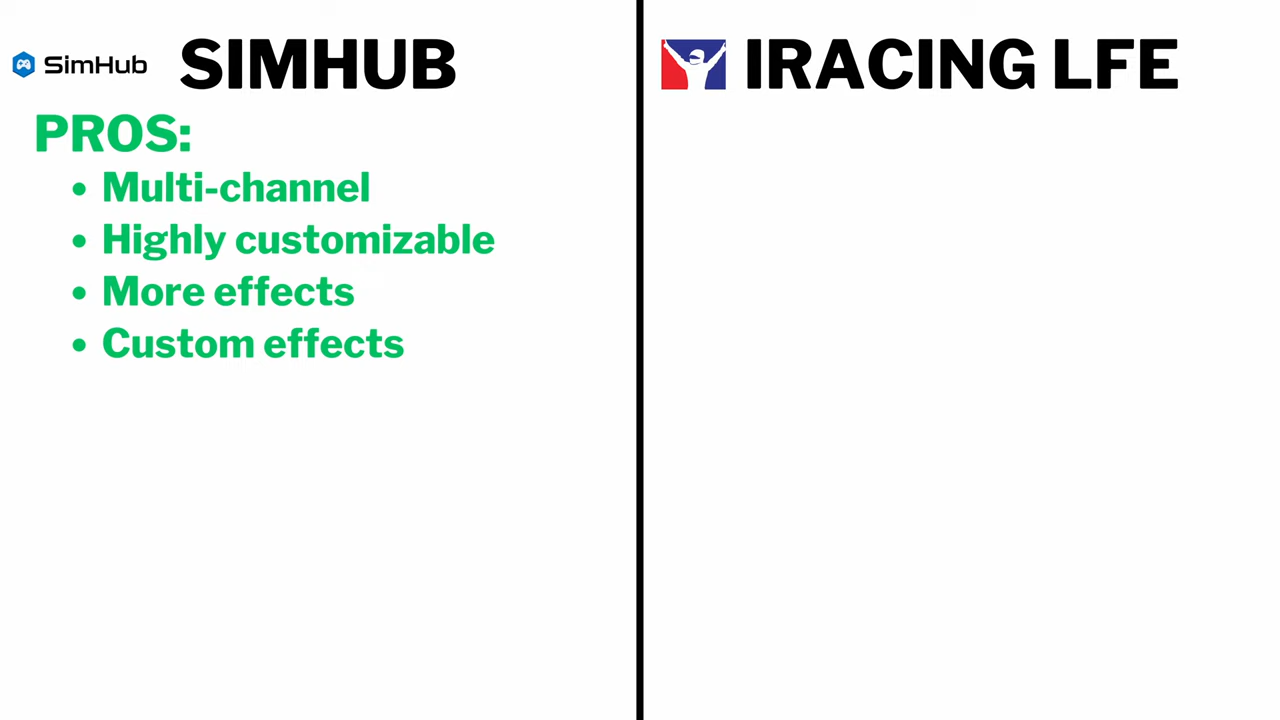 SimHub SIMHUB
PROS:
• Multi-channel
• Highly customizable
• More effects
• Custom effects
IRACING LFE